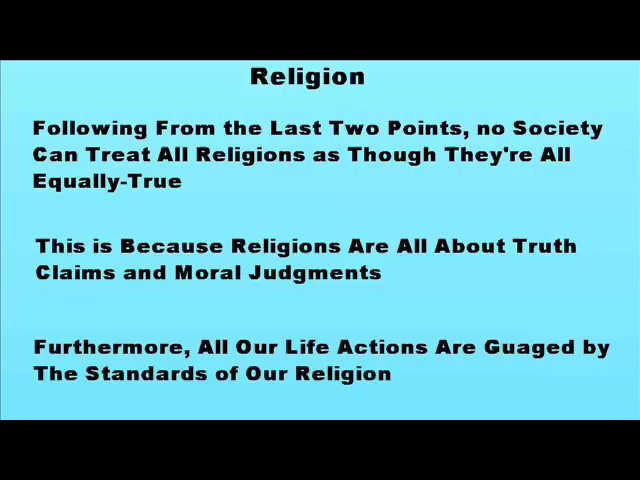 Religion
Following From the Last Two Points, no Society
Can Treat All Religions as Though They're All
Equally-True
This is Because Religions Are All About Truth
Claims and Moral Judgments
Furthermore, All Our Life Actions Are Guaged by
The Standards of Our Religion